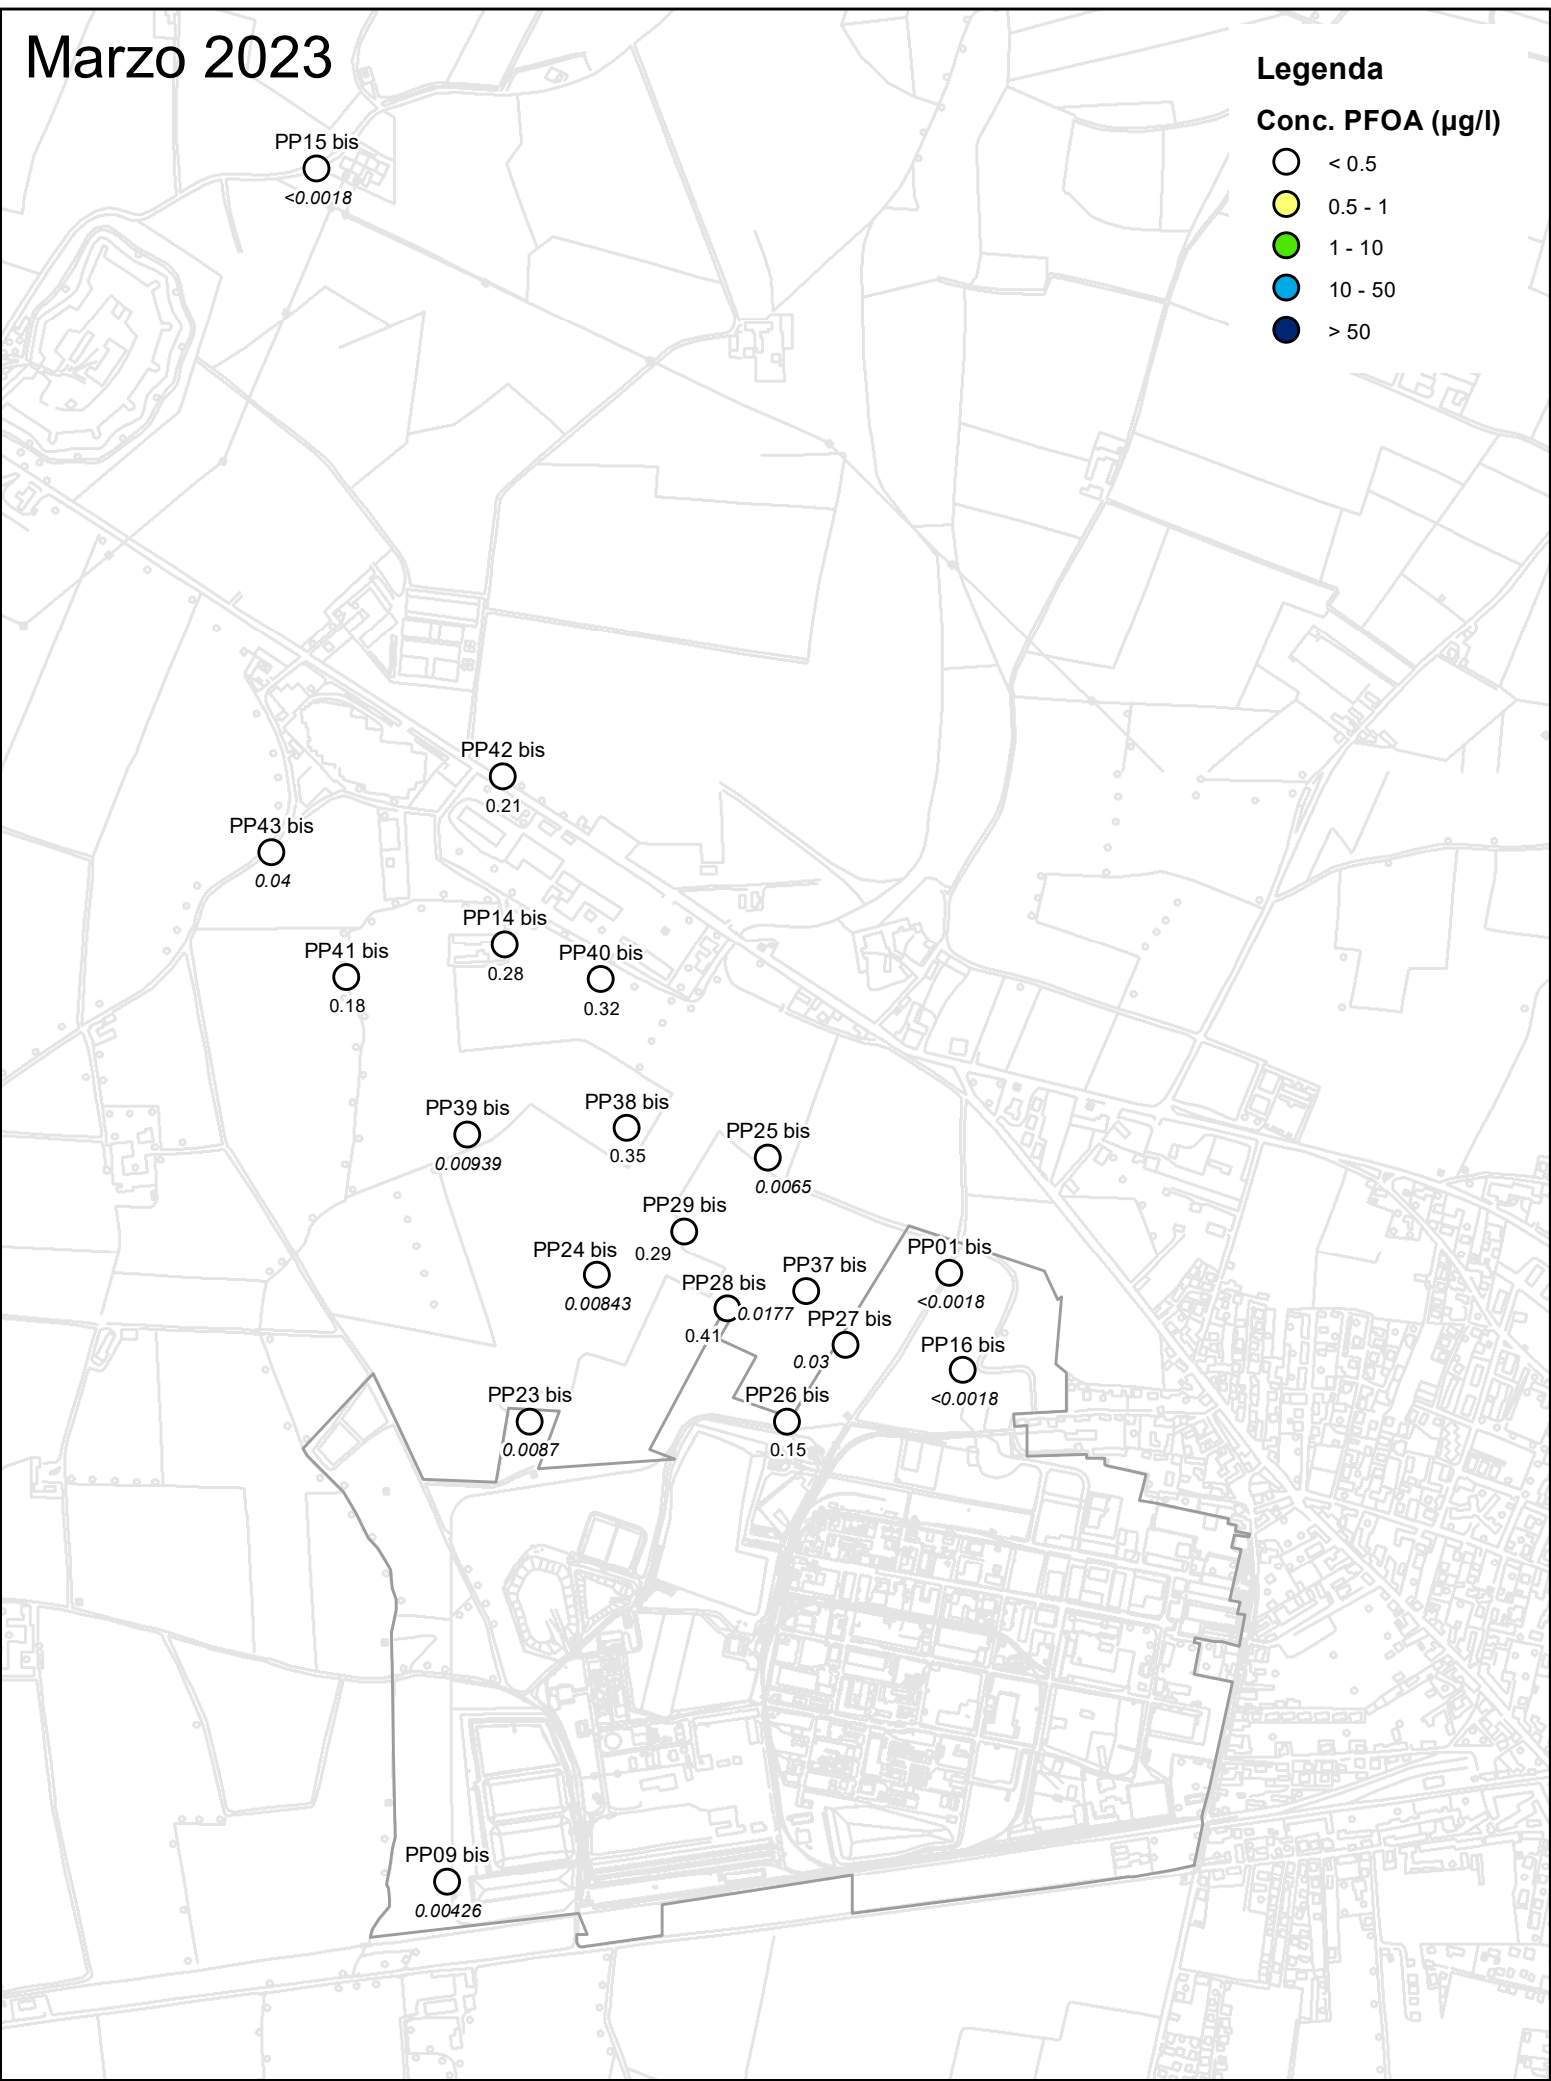 Marzo 2023
Legenda
Conc. PFOA (µg/l)
< 0.5
0.5 - 1
1 - 10
10 - 50
> 50
PP15 bis
<0.0018
PP42 bis
0.21
PP43 bis
0.04
PP14 bis
0.28
PP41 bis
0.18
PP40 bis
0.32
PP39 bis
0.00939
PP38 bis
0.35
PP25 bis
0.0065
PP29 bis
0.29
PP24 bis
0.00843
PP28 bis
0.41
PP37 bis
0.0177
PP01 bis
<0.0018
PP27 bis
0.03
PP16 bis
<0.0018
PP23 bis
0.0087
PP26 bis
0.15
PP09 bis
0.00426